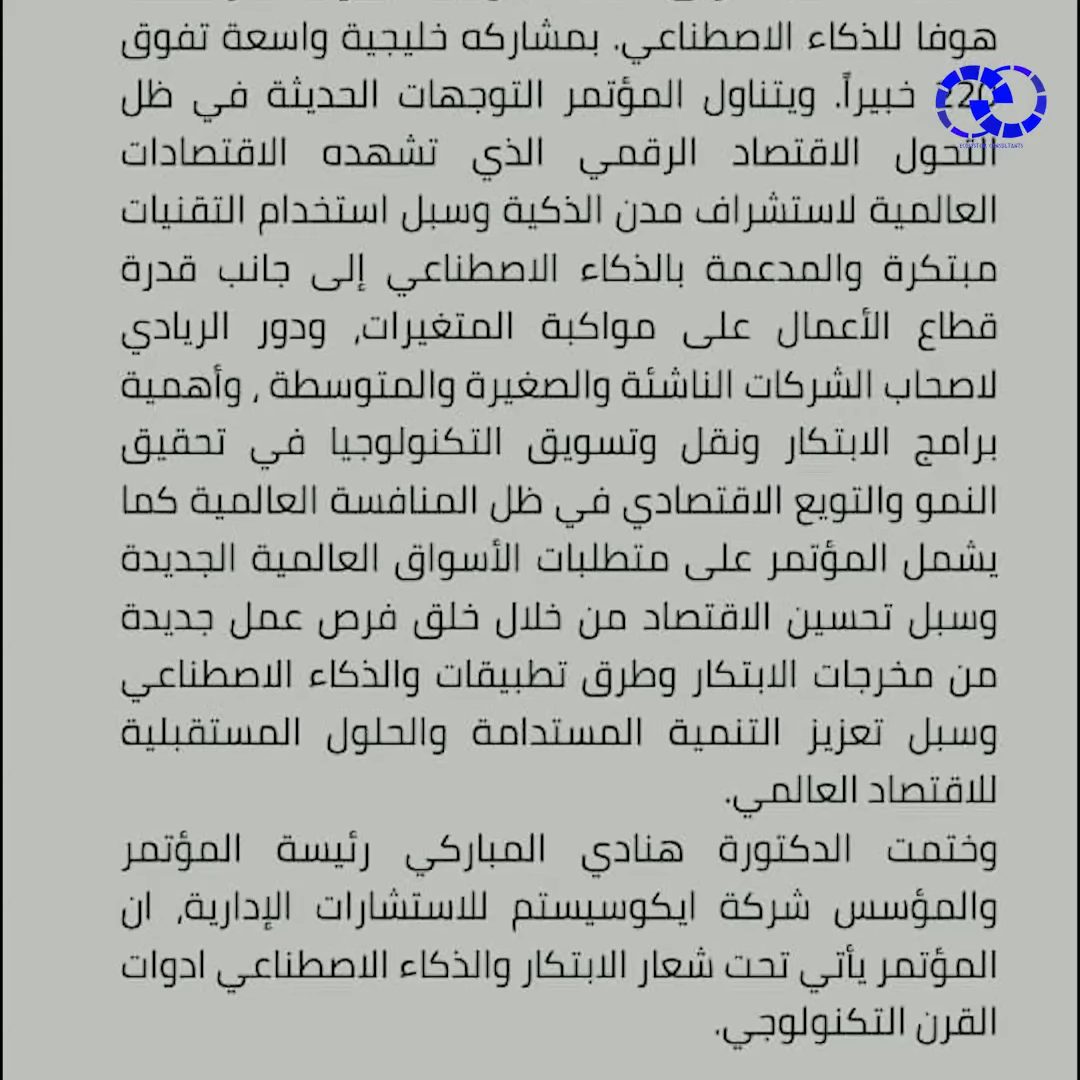 هوفا للذكاء الاصطناعي. بمشاركه خليجية واسعة تفوق
220 خبيراً. ويتناول المؤتمر التوجهات الحديثة في ظل
التحول الاقتصاد الرقمي الذي تشهده الاقتصادات
العالمية لاستشراف مدن الذكية وسبل استخدام التقنيات
مبتكرة والمدعمة بالذكاء الاصطناعي إلى جانب قدرة
قطاع الأعمال على مواكبة المتغيرات، ودور الريادي
لاصحاب الشركات الناشئة والصغيرة والمتوسطة , وأهمية
برامج الابتكار ونقل وتسويق التكنولوجيا في تحقيق
النمو والتويع الاقتصادي في ظل المنافسة العالمية كما
يشمل المؤتمر على متطلبات الأسواق العالمية الجديدة
وسبل تحسين الاقتصاد من خلال خلق فرص عمل جديدة
من مخرجات الابتكار وطرق تطبيقات والذكاء الاصطناعي
وسبل تعزيز التنمية المستدامة والحلول المستقبلية
للاقتصاد العالمي.
وختمت الدكتورة هنادي المباركي رئيسة المؤتمر
والمؤسس شركة ايكوسيستم للاستشارات الإدارية، ان
المؤتمر يأتي تحت شعار الابتكار والذكاء الاصطناعي ادوات
القرن التكنولوجي.
ECOSYSTEM CONSULTANTS